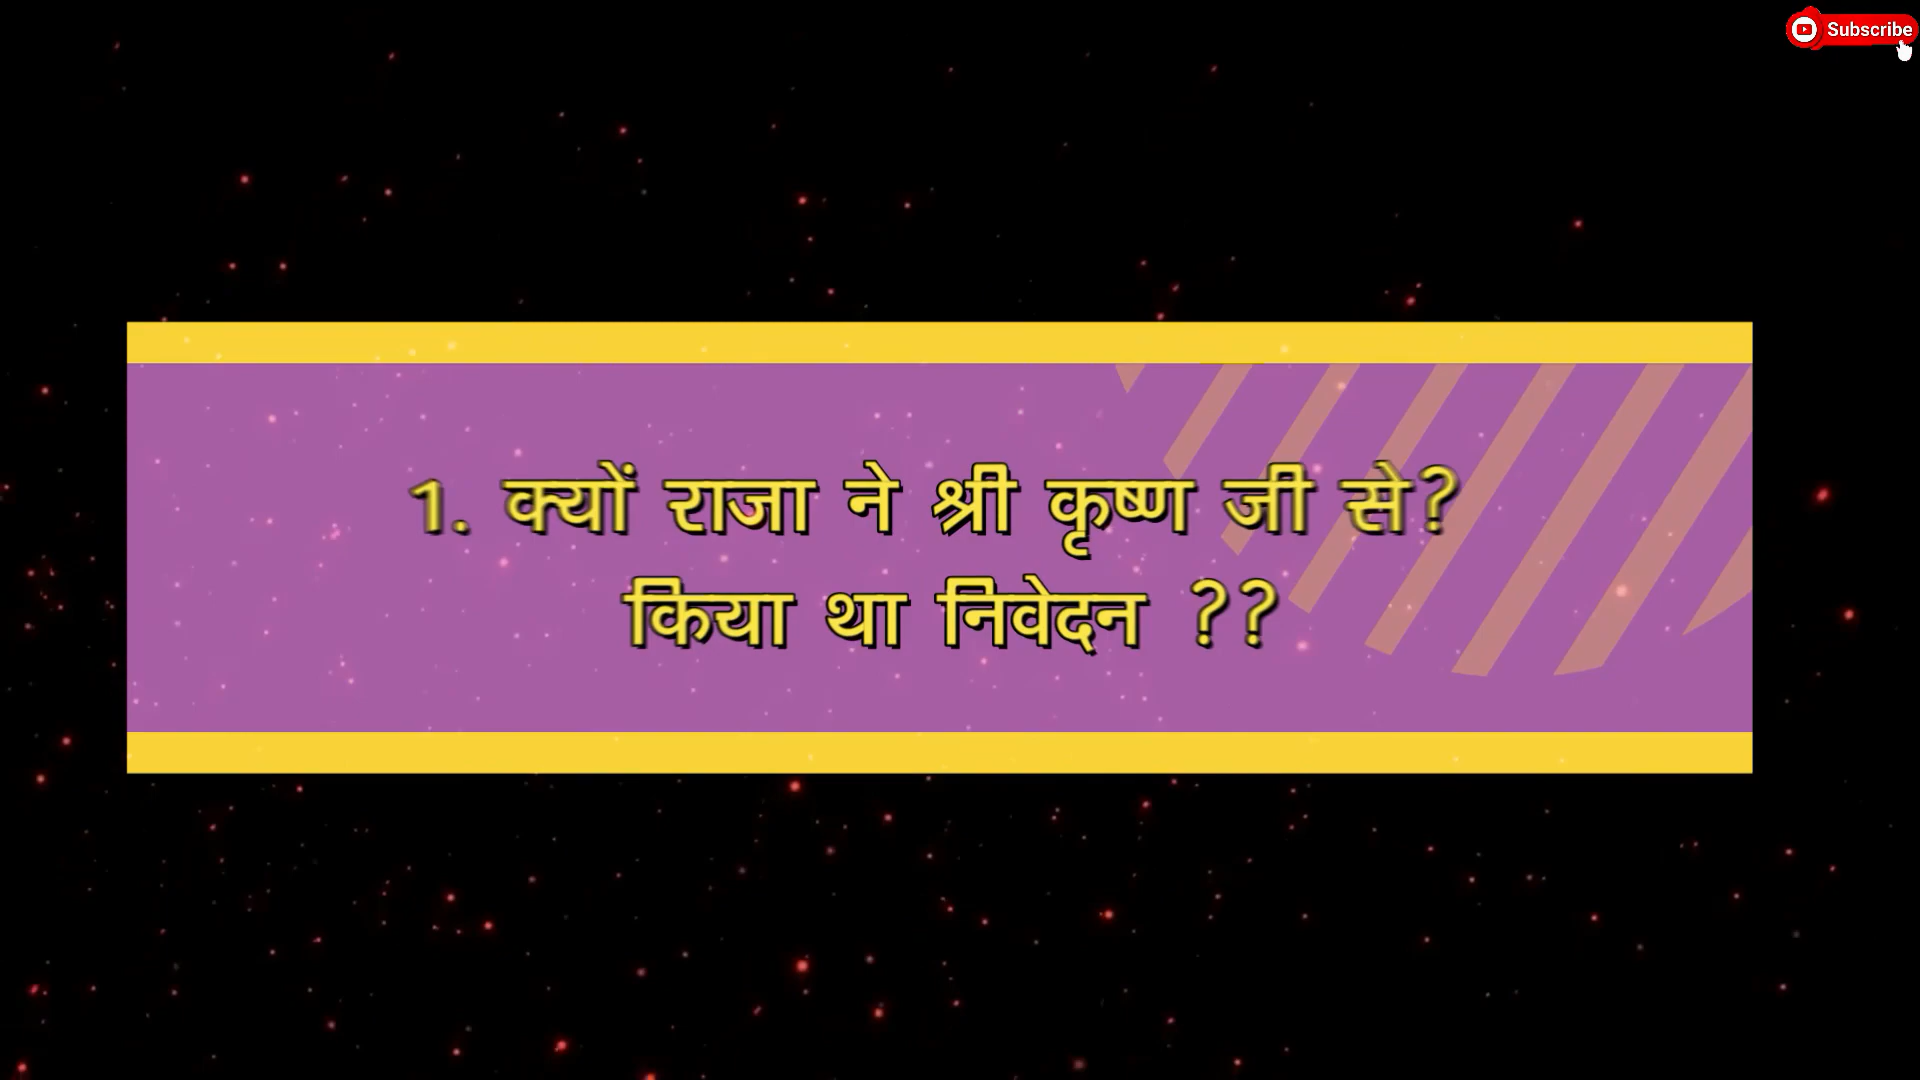 Subscribe
1. क्यों राजा ने श्री कृष्ण जी से?
किया था निवेदन ??